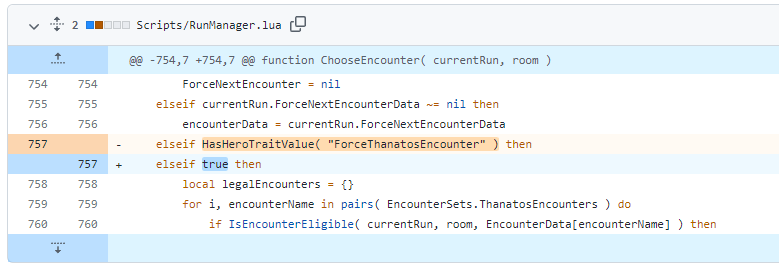 2 Scripts/RunManager.lua
@@ -754,7 +754,7 @@ function ChooseEncounter( currentRun, room )
754 754 ForceNextEncounter = nil
755 755 elseif currentRun.ForceNextEncounterData ~= nil then
756 756 encounterData = currentRun.ForceNextEncounterData
757 - elseif HasHeroTraitValue( "ForceThanatosEncounter" ) then
757 + elseif true then
758 758 local legalEncounters = {}
759 759 for i, encounterName in pairs( EncounterSets.ThanatosEncounters ) do
760 760 if IsEncounterEligible( currentRun, room, EncounterData[encounterName] ) then